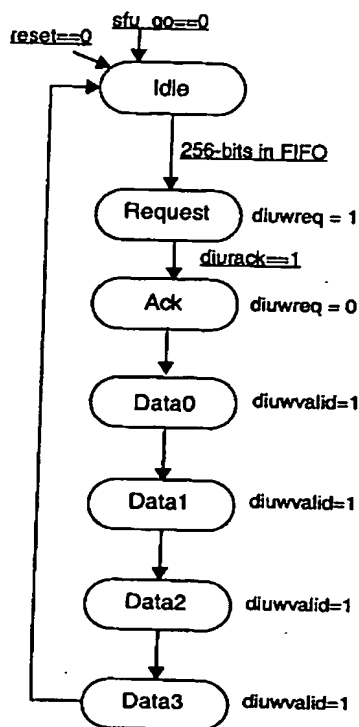 sfu_go==0
reset==0
Idle
256-bits in FIFO
Request
diuwreq = 1
diurack==1
Ack
diuwreq = 0
Data0
diuwvalid=1
Data1
diuwvalid=1
Data2
diuwvalid=1
Data3
diuwvalid=1